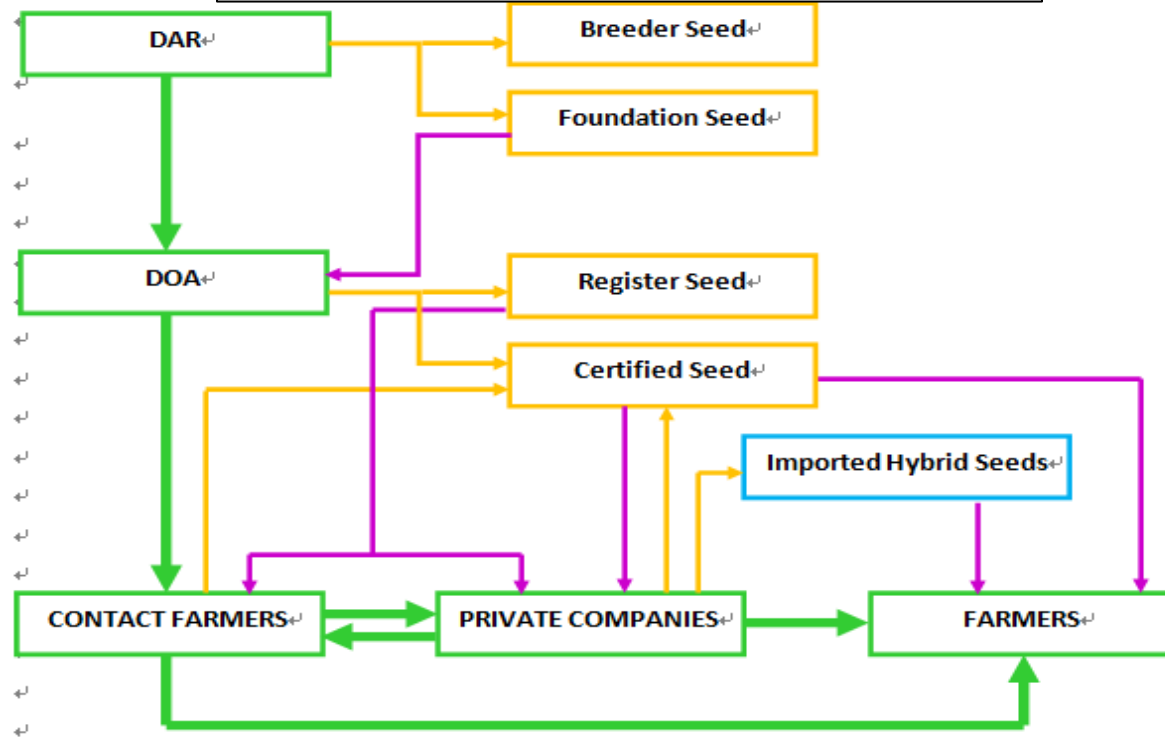 DAR
Breeder Seed
Foundation Seed
DOA
Register Seed
Certified Seed
Imported Hybrid Seeds
CONTACT FARMERS
PRIVATE COMPANIES
FARMERS